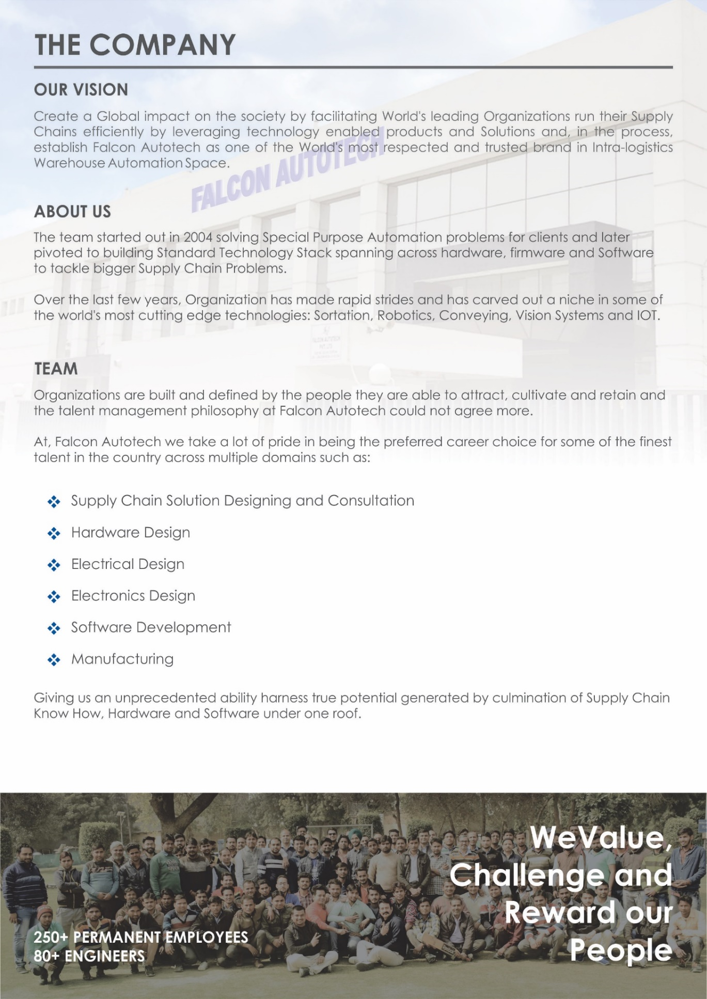 THE COMPANY
OUR VISION
Create a Global impact on the society by facilitating World's leading Organizations run their Supply
Chains efficiently by leveraging technology enabled products and Solutions and, in the process,
establish Falcon Autotech as one of the World's most respected and trusted brand in Intra-logistics
Warehouse Automation Space.
FALCON AUTOTECH
ABOUT US
The team started out in 2004 solving Special Purpose Automation problems for clients and later
pivoted to building Standard Technology Stack spanning across hardware, firmware and Software
to tackle bigger Supply Chain Problems.
Over the last few years, Organization has made rapid strides and has carved out a niche in some of
the world's most cutting edge technologies: Sortation, Robotics, Conveying, Vision Systems and IOT.
FALCON AUTOTECH
PVT. LTD.
TEAM
Organizations are built and defined by the people they are able to attract, cultivate and retain and
the talent management philosophy at Falcon Autotech could not agree more.
At, Falcon Autotech we take a lot of pride in being the preferred career choice for some of the finest
talent in the country across multiple domains such as:
Supply Chain Solution Designing and Consultation
Hardware Design
Electrical Design
Electronics Design
Software Development
Manufacturing
Giving us an unprecedented ability harness true potential generated by culmination of Supply Chain
Know How, Hardware and Software under one roof.
WeValue,
Challenge and
Reward our
People
250+ PERMANENT EMPLOYEES
80+ ENGINEERS
Reebok